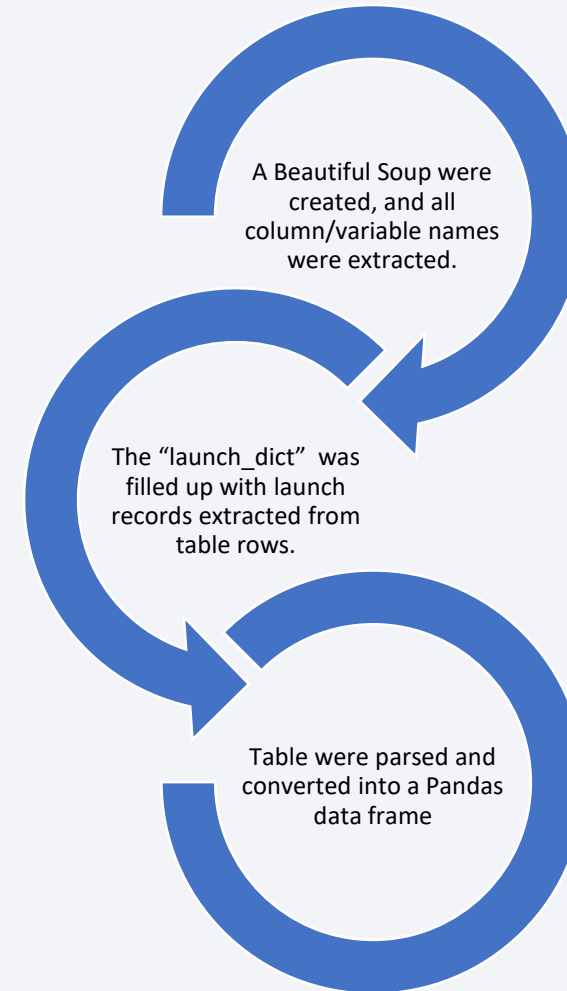 A Beautiful Soup were
created, and all
column/variable names
were extracted.
The “launch_dict”  was
filled up with launch
records extracted from
table rows.
Table were parsed and
converted into a Pandas
data frame